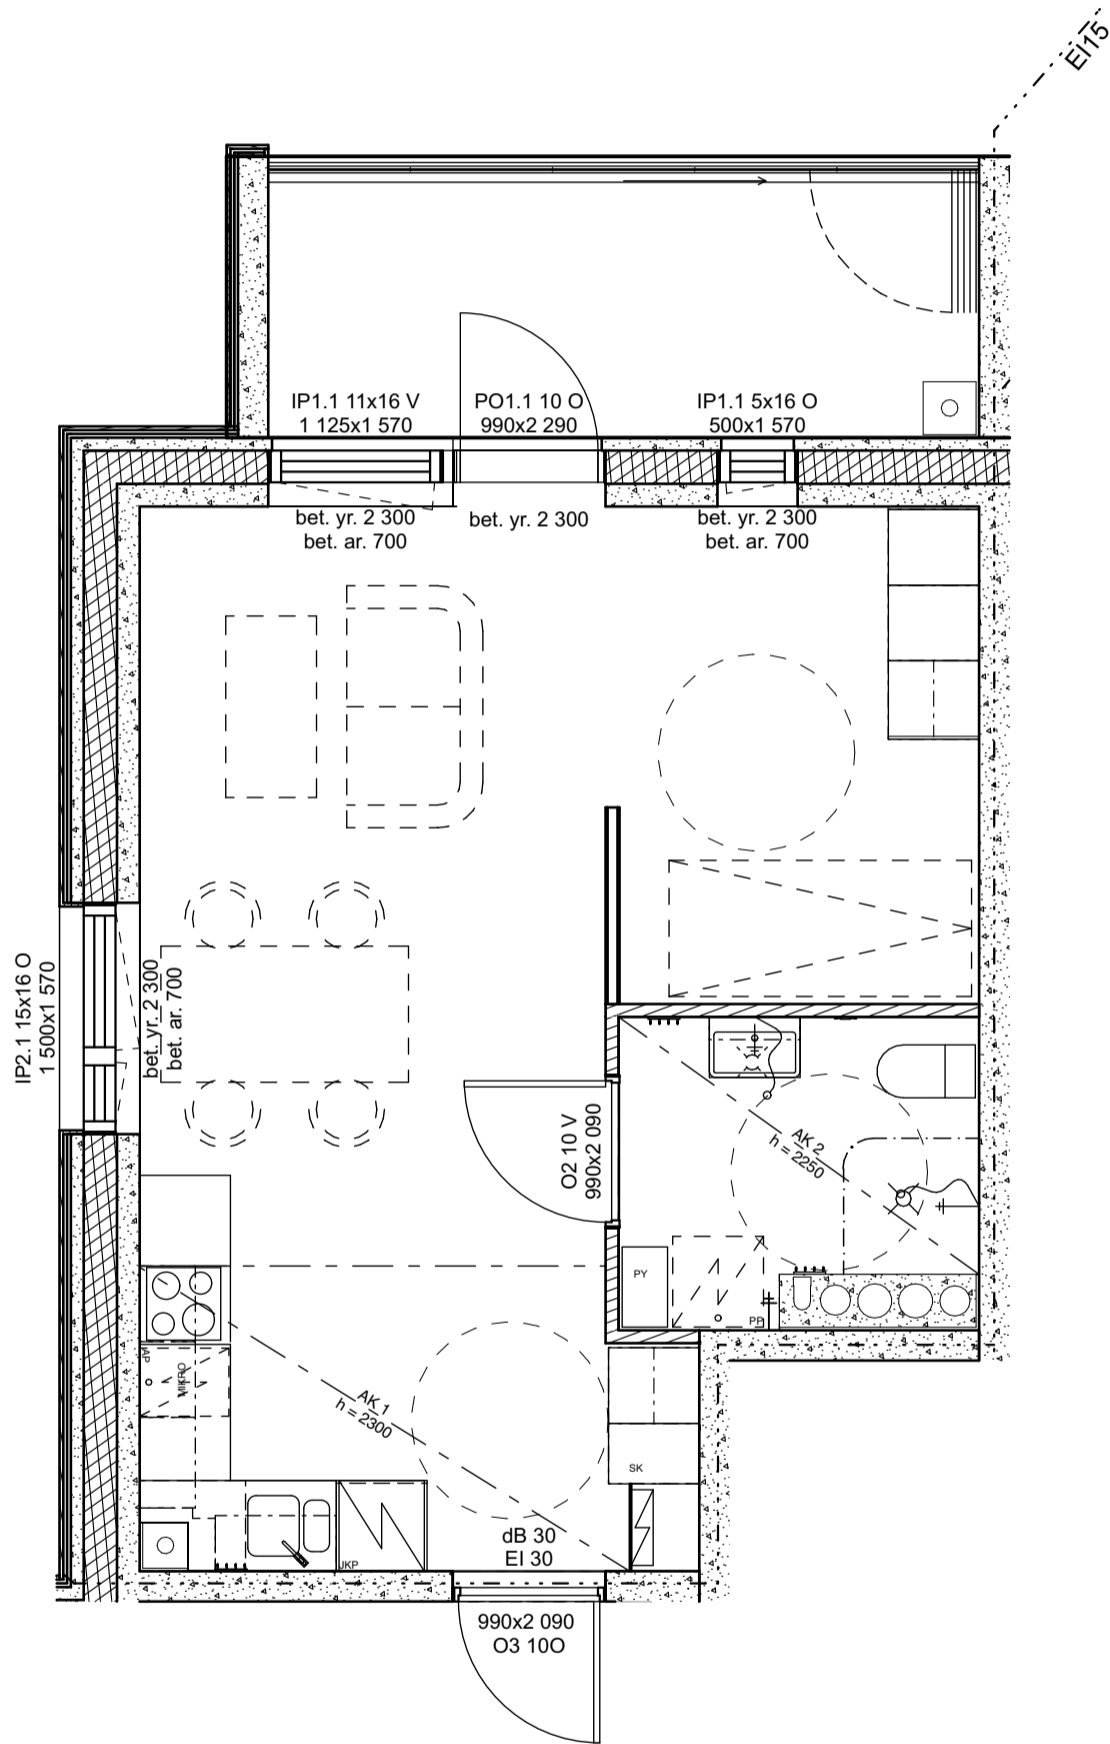 EI15
IP1.1 11x16 V
1 125x1 570
PO1.1 10 O
990x2 290
IP1.1 5x16 O
500x1 570
bet. yr. 2 300
bet. ar. 700
bet. yr. 2 300
bet. yr. 2 300
bet. ar. 700
IP2.1 15x16 O
1 500x1 570
bet. yr. 2 300
bet. ar. 700
O2 10 V
990x2 090
AK 2
h = 2250
PY
PP
AP
MIKRO
AK 1
h = 2300
SK
JKP
dB 30
EI 30
990x2 090
O3 10O